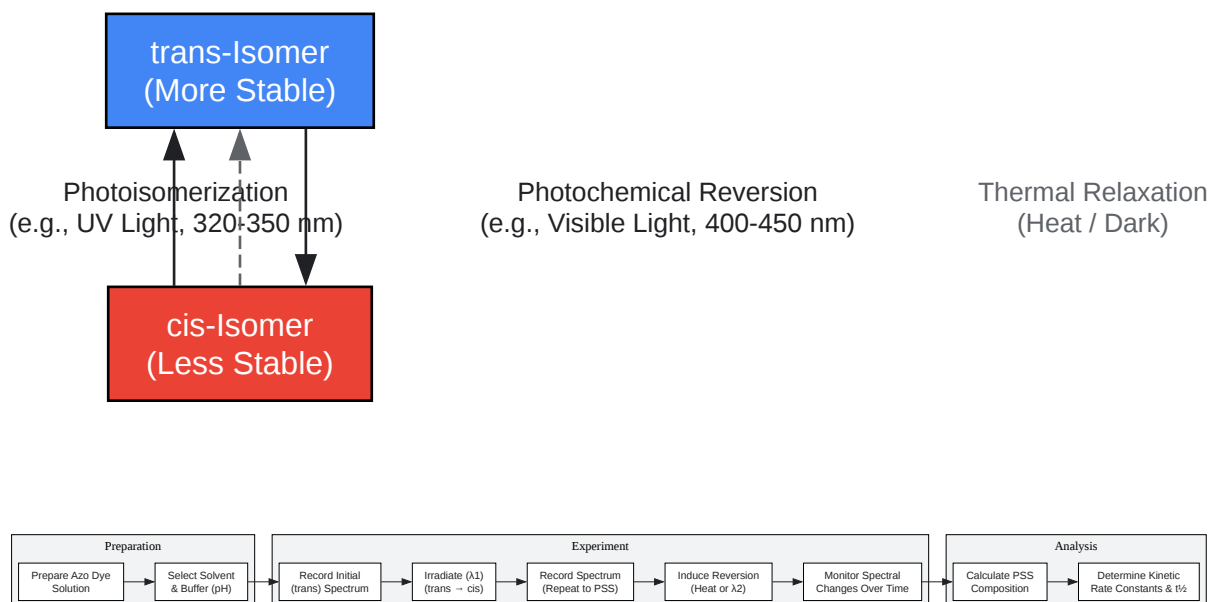 trans-Isomer
(More Stable)
Photoisomerization
(e.g., UV Light, 320-350 nm)
Photochemical Reversion
(e.g., Visible Light, 400-450 nm)
Thermal Relaxation
(Heat / Dark)
cis-Isomer
(Less Stable)
Preparation
Prepare Azo Dye
Solution
Select Solvent
& Buffer (pH)
Experiment
Record Initial
(trans) Spectrum
Irradiate (λ1)
(trans → cis)
Record Spectrum
(Repeat to PSS)
Induce Reversion
(Heat or λ2)
Monitor Spectral
Changes Over Time
Analysis
Calculate PSS
Composition
Determine Kinetic
Rate Constants & t½